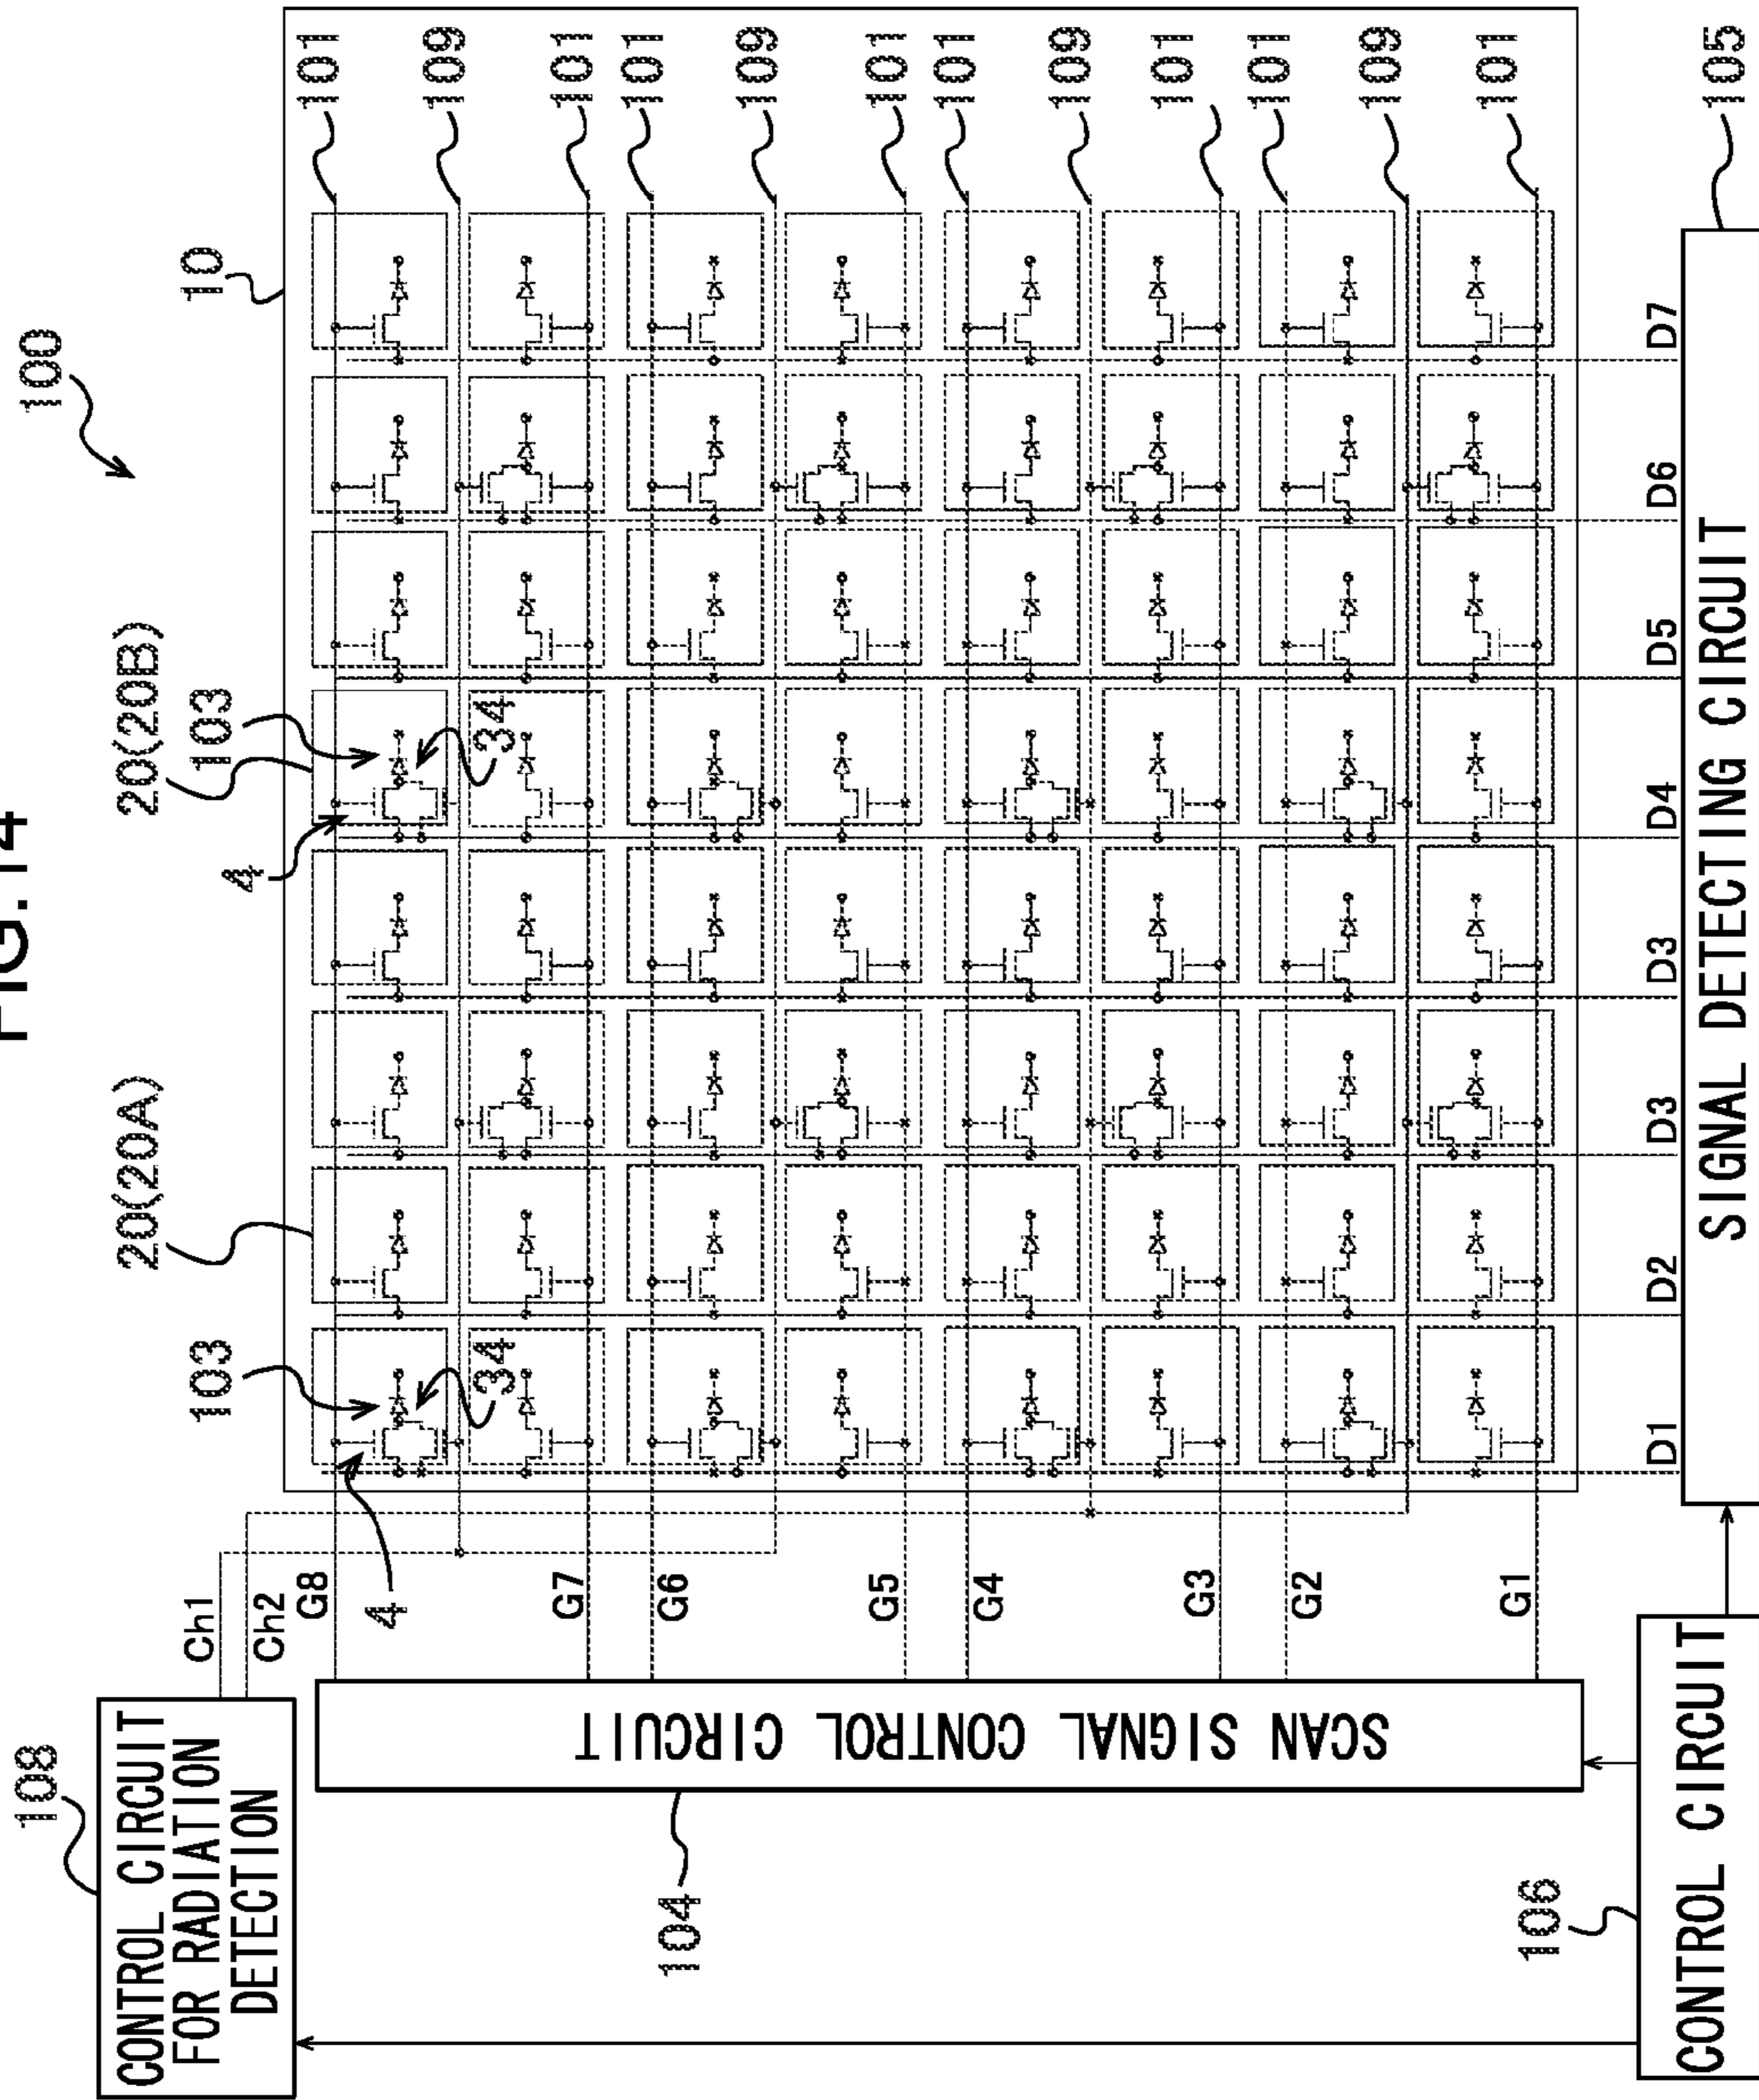 FIG.14
100
108
CONTROL CIRCUIT
FOR RADIATION
DETECTION
Ch1
Ch2
103
20(20A)
20(20B)
103
10
4
34
4
34
G8
G7
G6
G5
G4
G3
G2
G1
101
109
101
101
109
101
101
109
101
101
109
101
SCAN SIGNAL CONTROL CIRCUIT
104
106
CONTROL CIRCUIT
D1
D2
D3
D3
D4
D5
D6
D7
SIGNAL DETECTING CIRCUIT
105